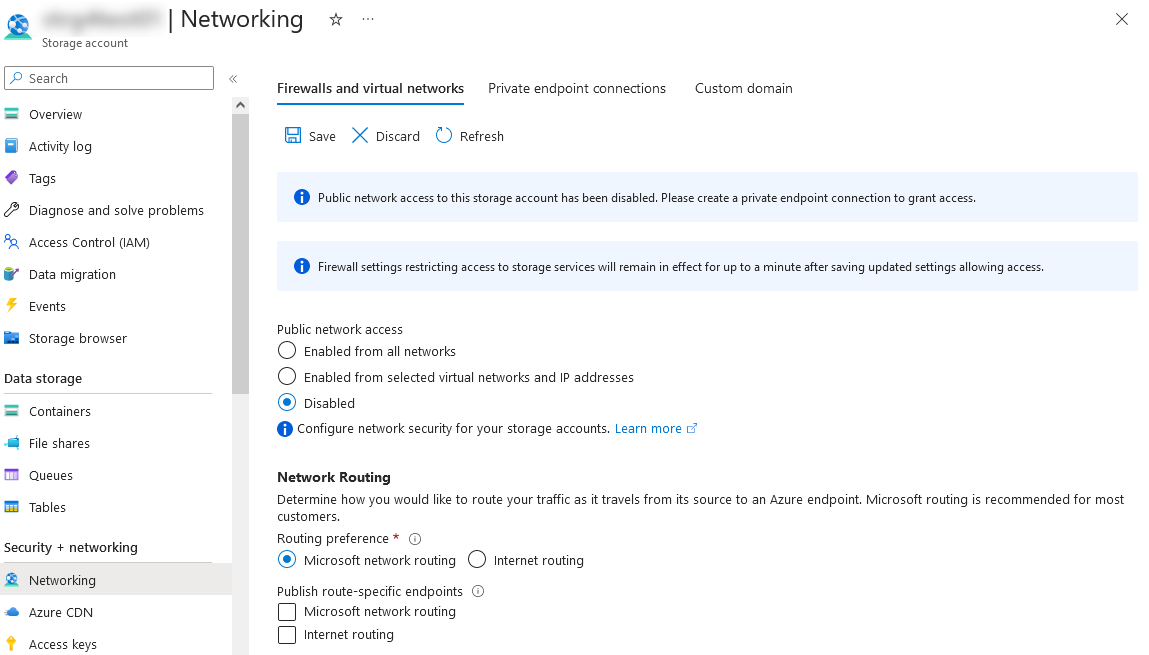 | Networking
Storage account
Search
Overview
Activity log
Tags
Diagnose and solve problems
Access Control (IAM)
Data migration
Events
Storage browser
Data storage
Containers
File shares
Queues
Tables
Security + networking
Networking
Azure CDN
Access keys
Firewalls and virtual networks
Private endpoint connections
Custom domain
Save
Discard
Refresh
Public network access to this storage account has been disabled. Please create a private endpoint connection to grant access.
Firewall settings restricting access to storage services will remain in effect for up to a minute after saving updated settings allowing access.
Public network access
Enabled from all networks
Enabled from selected virtual networks and IP addresses
Disabled
Configure network security for your storage accounts. Learn more
Network Routing
Determine how you would like to route your traffic as it travels from its source to an Azure endpoint. Microsoft routing is recommended for most
customers.
Routing preference *
Microsoft network routing
Internet routing
Publish route-specific endpoints
Microsoft network routing
Internet routing